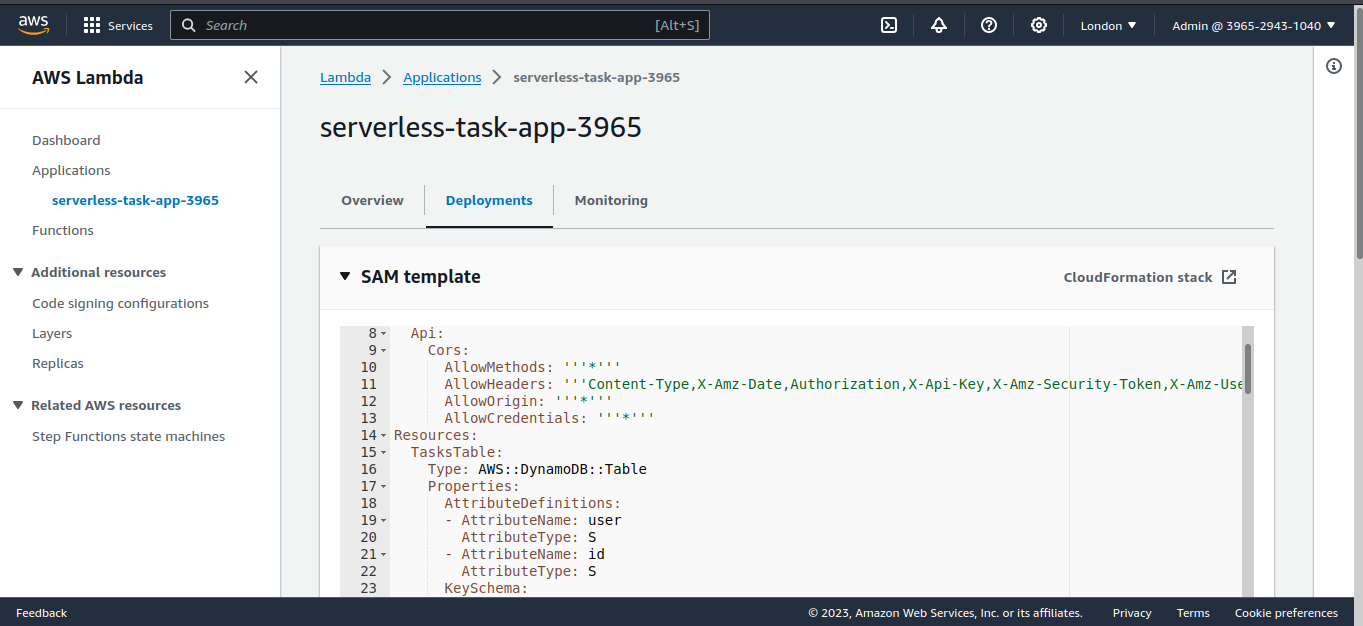 aws Services Search [Alt+S] London Admin @ 3965-2943-1040
AWS Lambda
Dashboard
Applications
serverless-task-app-3965
Functions
Additional resources
Code signing configurations
Layers
Replicas
Related AWS resources
Step Functions state machines
Lambda Applications serverless-task-app-3965
serverless-task-app-3965
Overview Deployments Monitoring
SAM template CloudFormation stack
8 Api:
9 Cors:
10 AllowMethods: '''*'''
11 AllowHeaders: '''Content-Type,X-Amz-Date,Authorization,X-Api-Key,X-Amz-Security-Token,X-Amz-Use
12 AllowOrigin: '''*'''
13 AllowCredentials: '''*'''
14 Resources:
15 TasksTable:
16 Type: AWS::DynamoDB::Table
17 Properties:
18 AttributeDefinitions:
19 - AttributeName: user
20 AttributeType: S
21 - AttributeName: id
22 AttributeType: S
23 KeySchema:
Feedback © 2023, Amazon Web Services, Inc. or its affiliates. Privacy Terms Cookie preferences